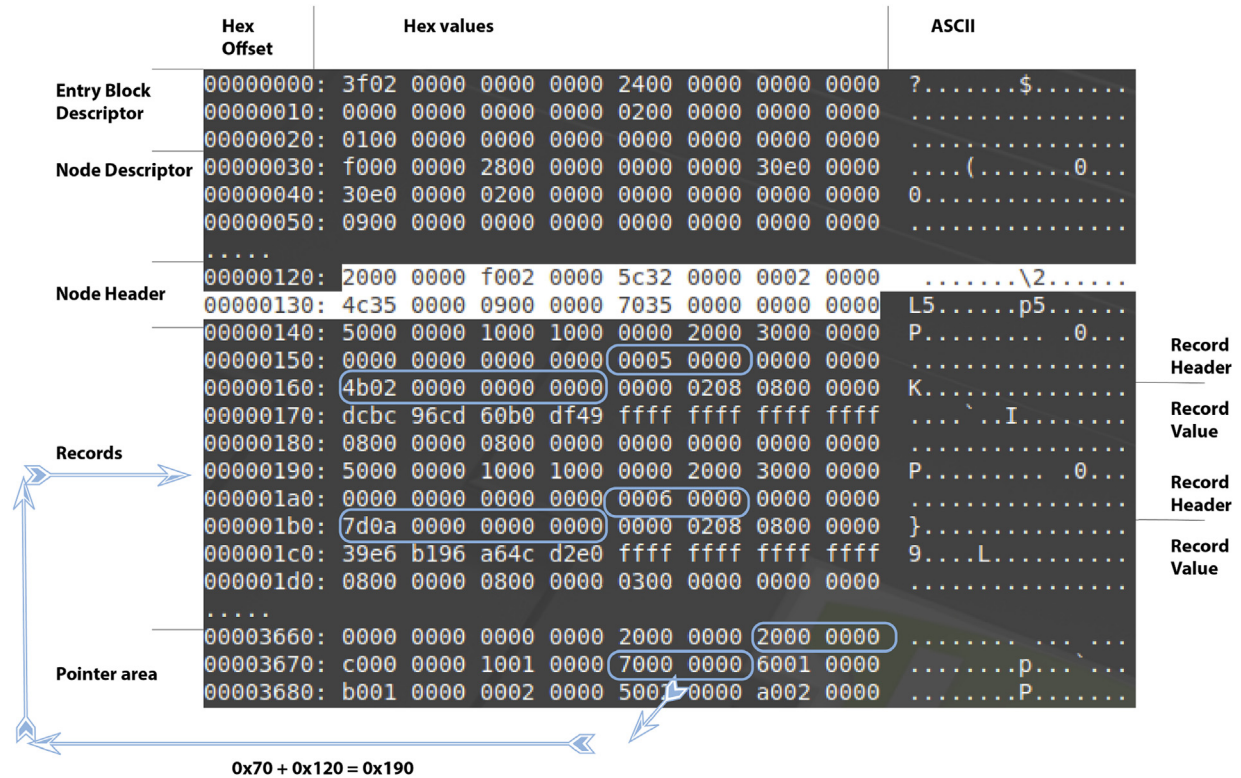 Hex Offset
Hex values
ASCII
Entry Block Descriptor
00000000: 3f02 0000 0000 0000 2400 0000 0000 0000 ?.......$.......
00000010: 0000 0000 0000 0000 0200 0000 0000 0000 ................
00000020: 0100 0000 0000 0000 0000 0000 0000 0000 ................
Node Descriptor
00000030: f000 0000 2800 0000 0000 0000 30e0 0000 ....(.......0...
00000040: 30e0 0000 0200 0000 0000 0000 0000 0000 0...............
00000050: 0900 0000 0000 0000 0000 0000 0000 0000 ................
.....
Node Header
00000120: 2000 0000 f002 0000 5c32 0000 0002 0000  .......\2......
00000130: 4c35 0000 0900 0000 7035 0000 0000 0000 L5......p5......
Records
00000140: 5000 0000 1000 1000 0000 2000 3000 0000 P......... .0...
00000150: 0000 0000 0000 0000 0005 0000 0000 0000 ................
00000160: 4b02 0000 0000 0000 0000 0208 0800 0000 K...............
00000170: dcbc 96cd 60b0 df49 ffff ffff ffff ffff ....`..I........
00000180: 0800 0000 0800 0000 0000 0000 0000 0000 ................
00000190: 5000 0000 1000 1000 0000 2000 3000 0000 P......... .0...
000001a0: 0000 0000 0000 0000 0006 0000 0000 0000 ................
000001b0: 7d0a 0000 0000 0000 0000 0208 0800 0000 }...............
000001c0: 39e6 b196 a64c d2e0 ffff ffff ffff ffff 9....L..........
000001d0: 0800 0000 0800 0000 0300 0000 0000 0000 ................
.....
Record Header
Record Value
Record Header
Record Value
Pointer area
00003660: 0000 0000 0000 0000 2000 0000 2000 0000 ........ ... ...
00003670: c000 0000 1001 0000 7000 0000 6001 0000 ........p...`...
00003680: b001 0000 0002 0000 5002 0000 a002 0000 ........P.......
0x70 + 0x120 = 0x190